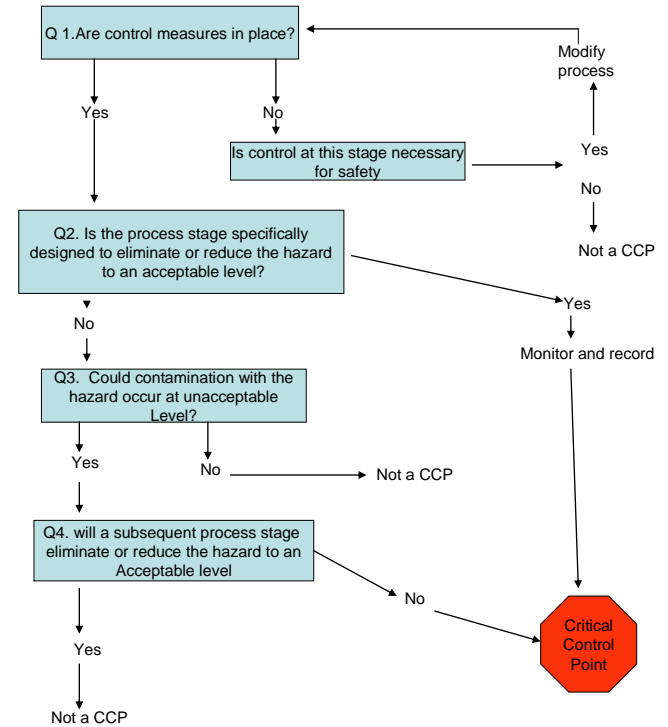 Q 1.Are control measures in place?
Modify
process
Yes
No
Is control at this stage necessary
for safety
Yes
No
Not a CCP
Q2. Is the process stage specifically
designed to eliminate or reduce the hazard
to an acceptable level?
Yes
No
Monitor and record
Q3. Could contamination with the
hazard occur at unacceptable
Level?
Yes
No
Not a CCP
Q4. will a subsequent process stage
eliminate or reduce the hazard to an
Acceptable level
No
Critical
Control
Point
Yes
Not a CCP